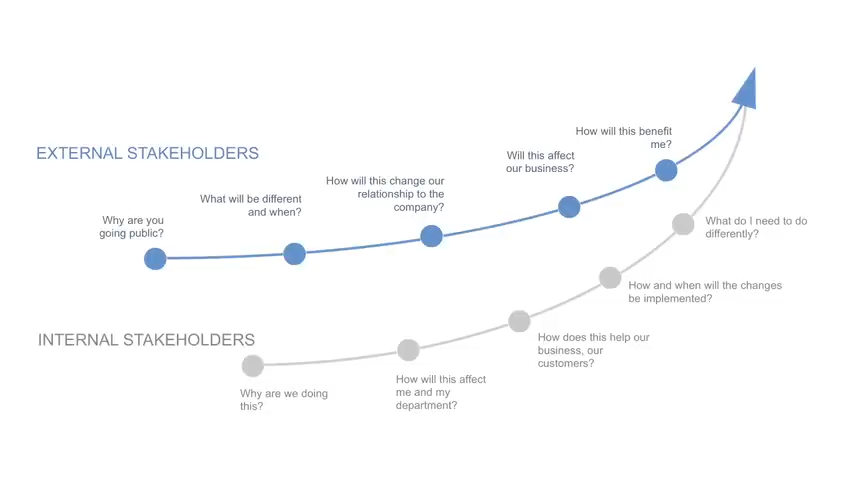 EXTERNAL STAKEHOLDERS
Why are you
going public?
What will be different
and when?
How will this change our
relationship to the
company?
Will this affect
our business?
How will this benefit
me?
INTERNAL STAKEHOLDERS
Why are we doing
this?
How will this affect
me and my
department?
How does this help our
business, our
customers?
How and when will the changes
be implemented?
What do I need to do
differently?